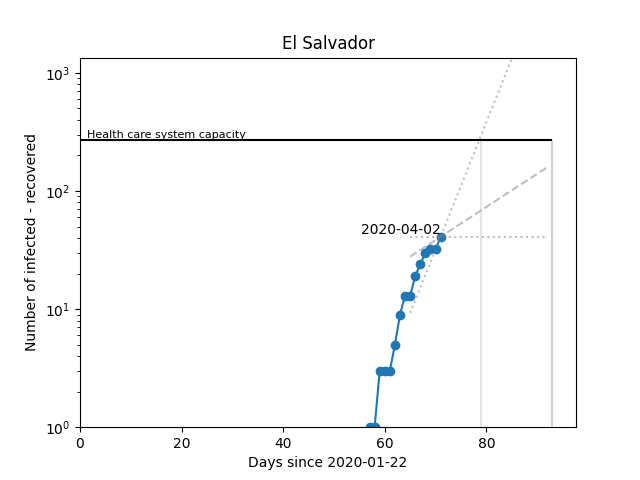 El Salvador
Number of infected - recovered
10³
10²
10¹
10⁰
Health care system capacity
2020-04-02
0 20 40 60 80
Days since 2020-01-22